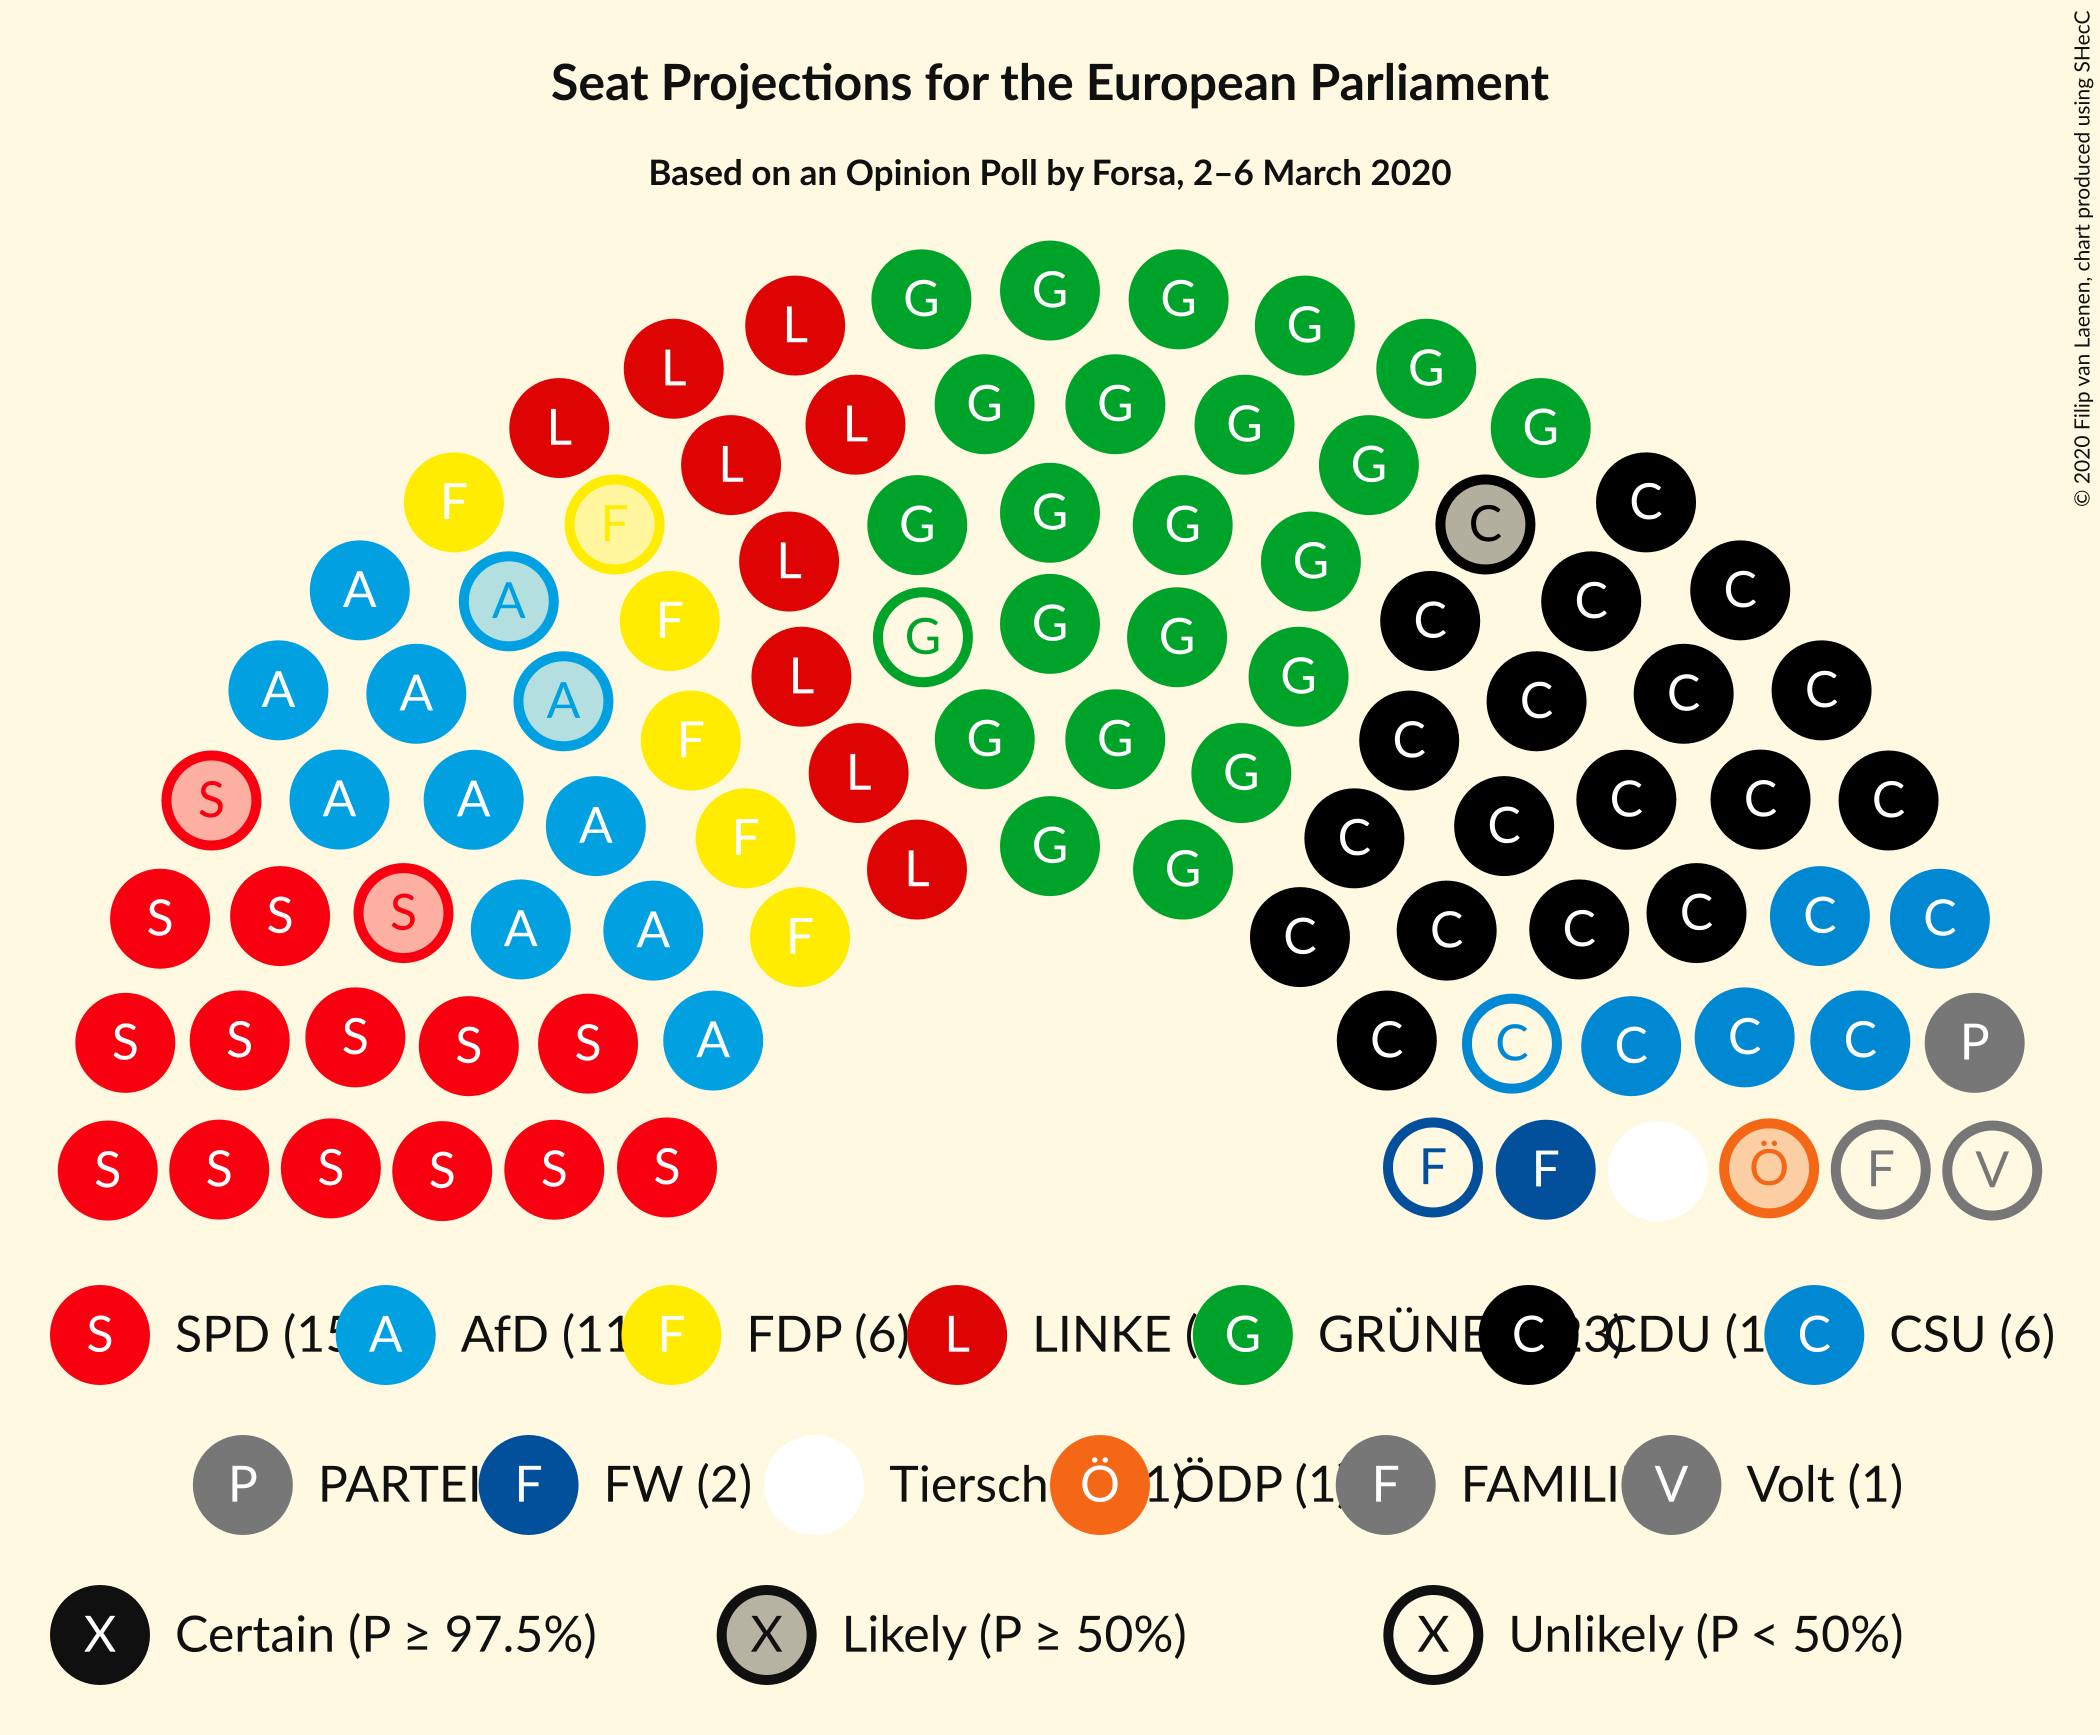 © 2020 Filip van Laenen, chart produced using SHecC
Seat Projections for the European Parliament
Based on an Opinion Poll by Forsa, 2–6 March 2020
G G G
L G
L G
G G
L L G G
L G
F G C
F G G C
L G
A C
A C
F G C
G G
L G
A A A C C C
F G G C
L G
S A A C C C
A F G C C
L G
S S S A A F C C C C C C
S S S S S A C C C C C P
S S S S S S F F Ö F V
S SPD (15 A AfD (11 F FDP (6) L LINKE ( G GRÜNE C 3) CDU (1 C CSU (6)
P PARTEI F FW (2) Tiersch Ö 1) ÖDP (1 F FAMILI V Volt (1)
X Certain (P ≥ 97.5%) X Likely (P ≥ 50%) X Unlikely (P < 50%)